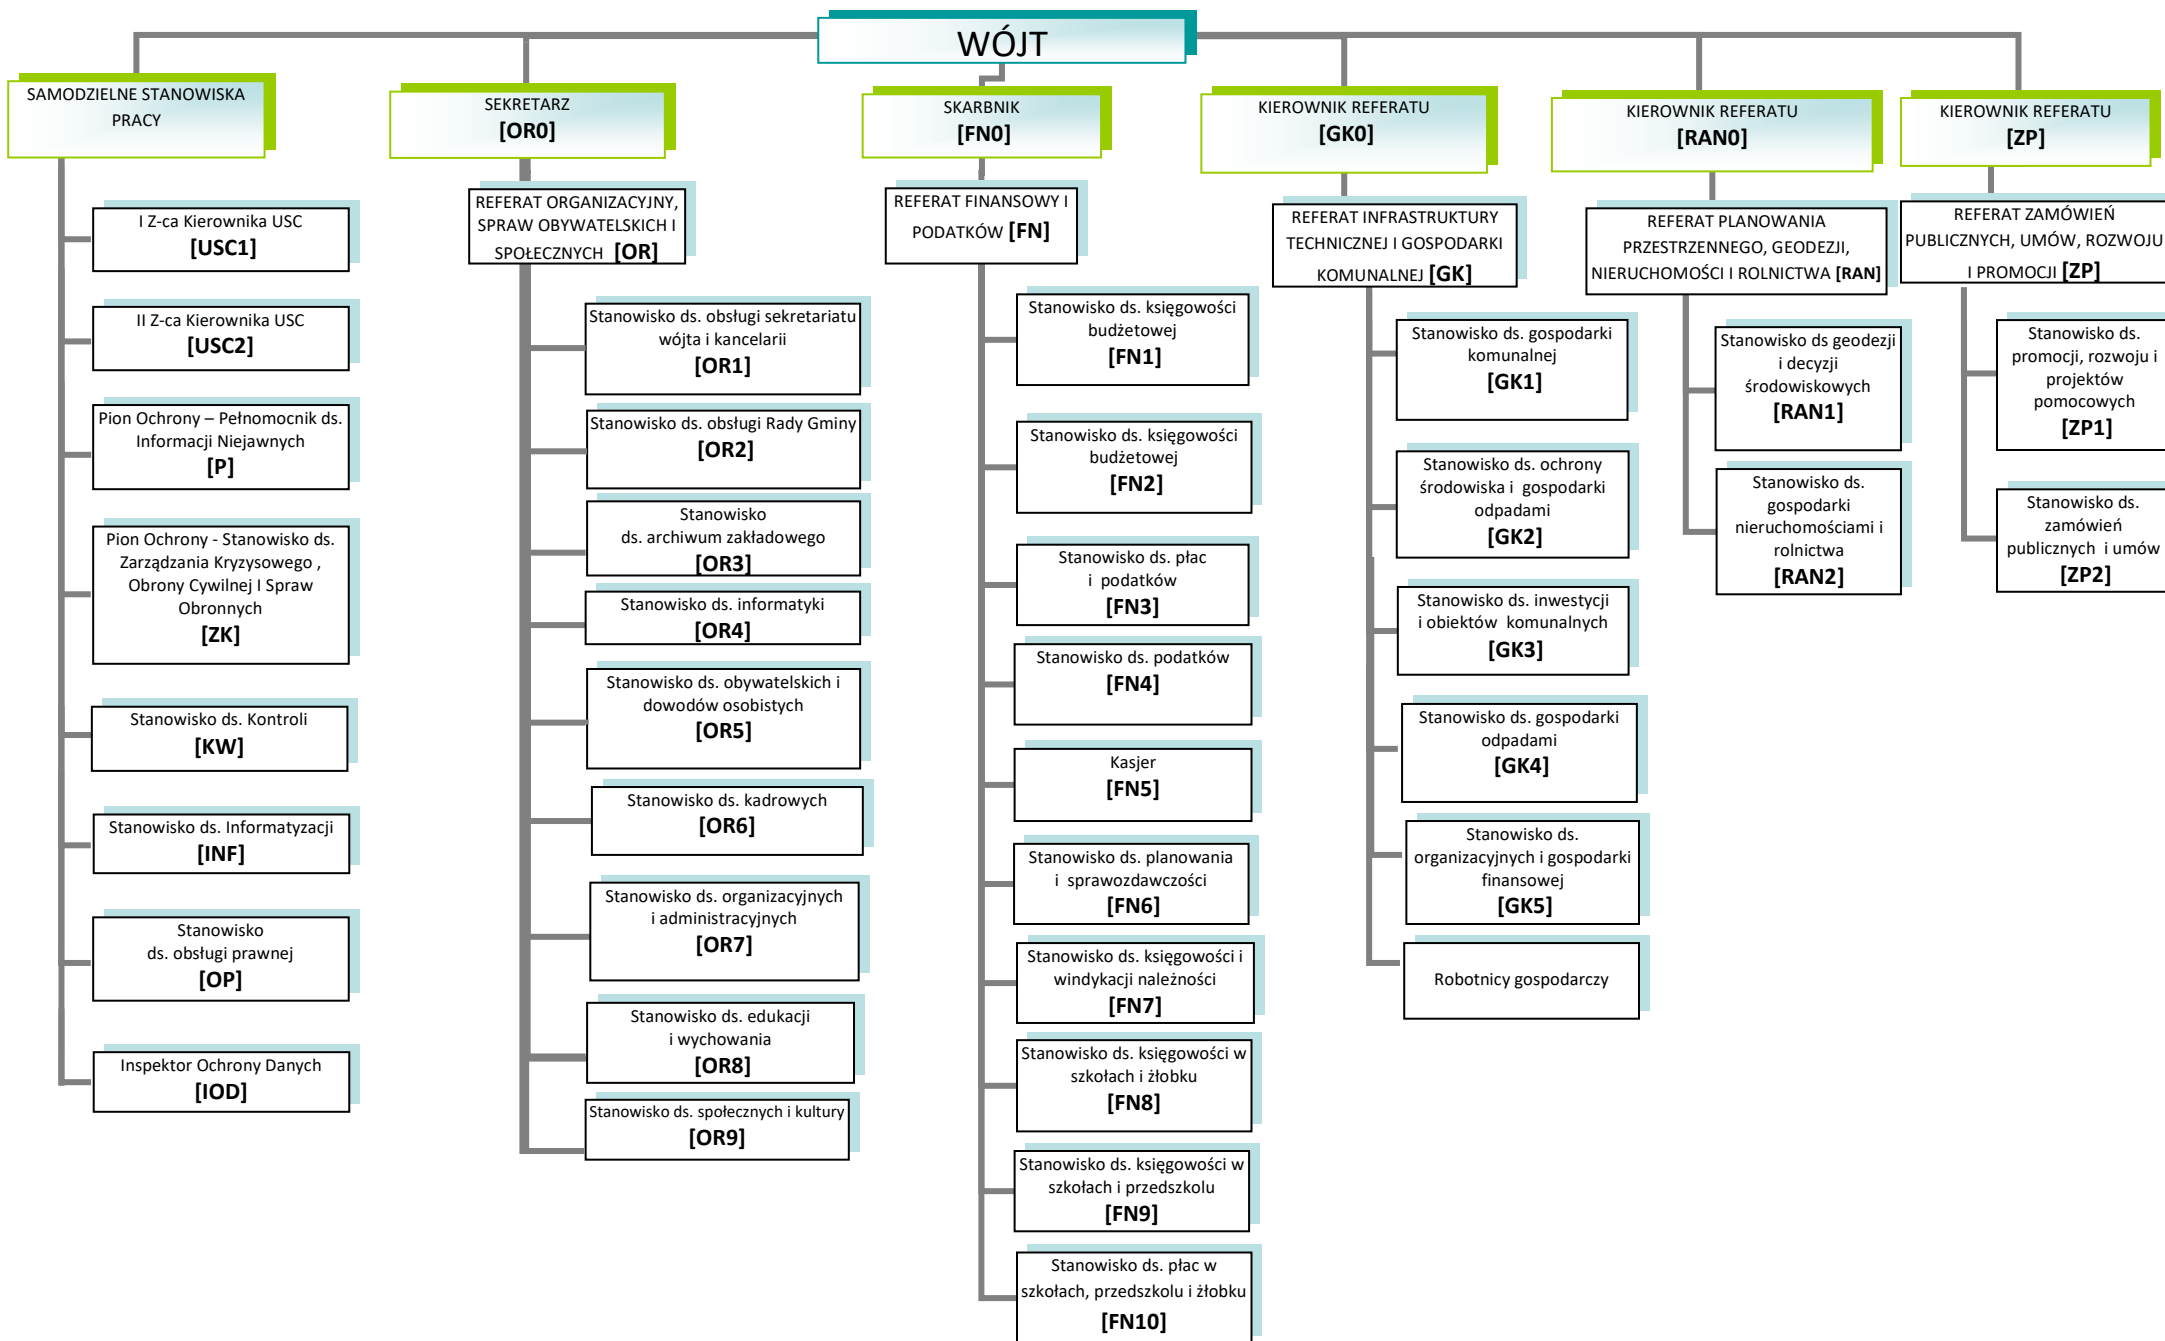 WÓJT
SAMODZIELNE STANOWISKA
PRACY
I Z-ca Kierownika USC
[USC1]
II Z-ca Kierownika USC
[USC2]
Pion Ochrony – Pełnomocnik ds.
Informacji Niejawnych
[P]
Pion Ochrony - Stanowisko ds.
Zarządzania Kryzysowego ,
Obrony Cywilnej I Spraw
Obronnych
[ZK]
Stanowisko ds. Kontroli
[KW]
Stanowisko ds. Informatyzacji
[INF]
Stanowisko
ds. obsługi prawnej
[OP]
Inspektor Ochrony Danych
[IOD]
SEKRETARZ
[OR0]
REFERAT ORGANIZACYJNY,
SPRAW OBYWATELSKICH I
SPOŁECZNYCH [OR]
Stanowisko ds. obsługi sekretariatu
wójta i kancelarii
[OR1]
Stanowisko ds. obsługi Rady Gminy
[OR2]
Stanowisko
ds. archiwum zakładowego
[OR3]
Stanowisko ds. informatyki
[OR4]
Stanowisko ds. obywatelskich i
dowodów osobistych
[OR5]
Stanowisko ds. kadrowych
[OR6]
Stanowisko ds. organizacyjnych
i administracyjnych
[OR7]
Stanowisko ds. edukacji
i wychowania
[OR8]
Stanowisko ds. społecznych i kultury
[OR9]
SKARBNIK
[FN0]
REFERAT FINANSOWY I
PODATKÓW [FN]
Stanowisko ds. księgowości
budżetowej
[FN1]
Stanowisko ds. księgowości
budżetowej
[FN2]
Stanowisko ds. płac
i podatków
[FN3]
Stanowisko ds. podatków
[FN4]
Kasjer
[FN5]
Stanowisko ds. planowania
i sprawozdawczości
[FN6]
Stanowisko ds. księgowości i
windykacji należności
[FN7]
Stanowisko ds. księgowości w
szkołach i żłobku
[FN8]
Stanowisko ds. księgowości w
szkołach i przedszkolu
[FN9]
Stanowisko ds. płac w
szkołach, przedszkolu i żłobku
[FN10]
KIEROWNIK REFERATU
[GK0]
REFERAT INFRASTRUKTURY
TECHNICZNEJ I GOSPODARKI
KOMUNALNEJ [GK]
Stanowisko ds. gospodarki
komunalnej
[GK1]
Stanowisko ds. ochrony
środowiska i gospodarki
odpadami
[GK2]
Stanowisko ds. inwestycji
i obiektów komunalnych
[GK3]
Stanowisko ds. gospodarki
odpadami
[GK4]
Stanowisko ds.
organizacyjnych i gospodarki
finansowej
[GK5]
Robotnicy gospodarczy
KIEROWNIK REFERATU
[RAN0]
REFERAT PLANOWANIA
PRZESTRZENNEGO, GEODEZJI,
NIERUCHOMOŚCI I ROLNICTWA [RAN]
Stanowisko ds geodezji
i decyzji
środowiskowych
[RAN1]
Stanowisko ds.
gospodarki
nieruchomościami i
rolnictwa
[RAN2]
KIEROWNIK REFERATU
[ZP]
REFERAT ZAMÓWIEŃ
PUBLICZNYCH, UMÓW, ROZWOJU
I PROMOCJI [ZP]
Stanowisko ds.
promocji, rozwoju i
projektów
pomocowych
[ZP1]
Stanowisko ds.
zamówień
publicznych i umów
[ZP2]